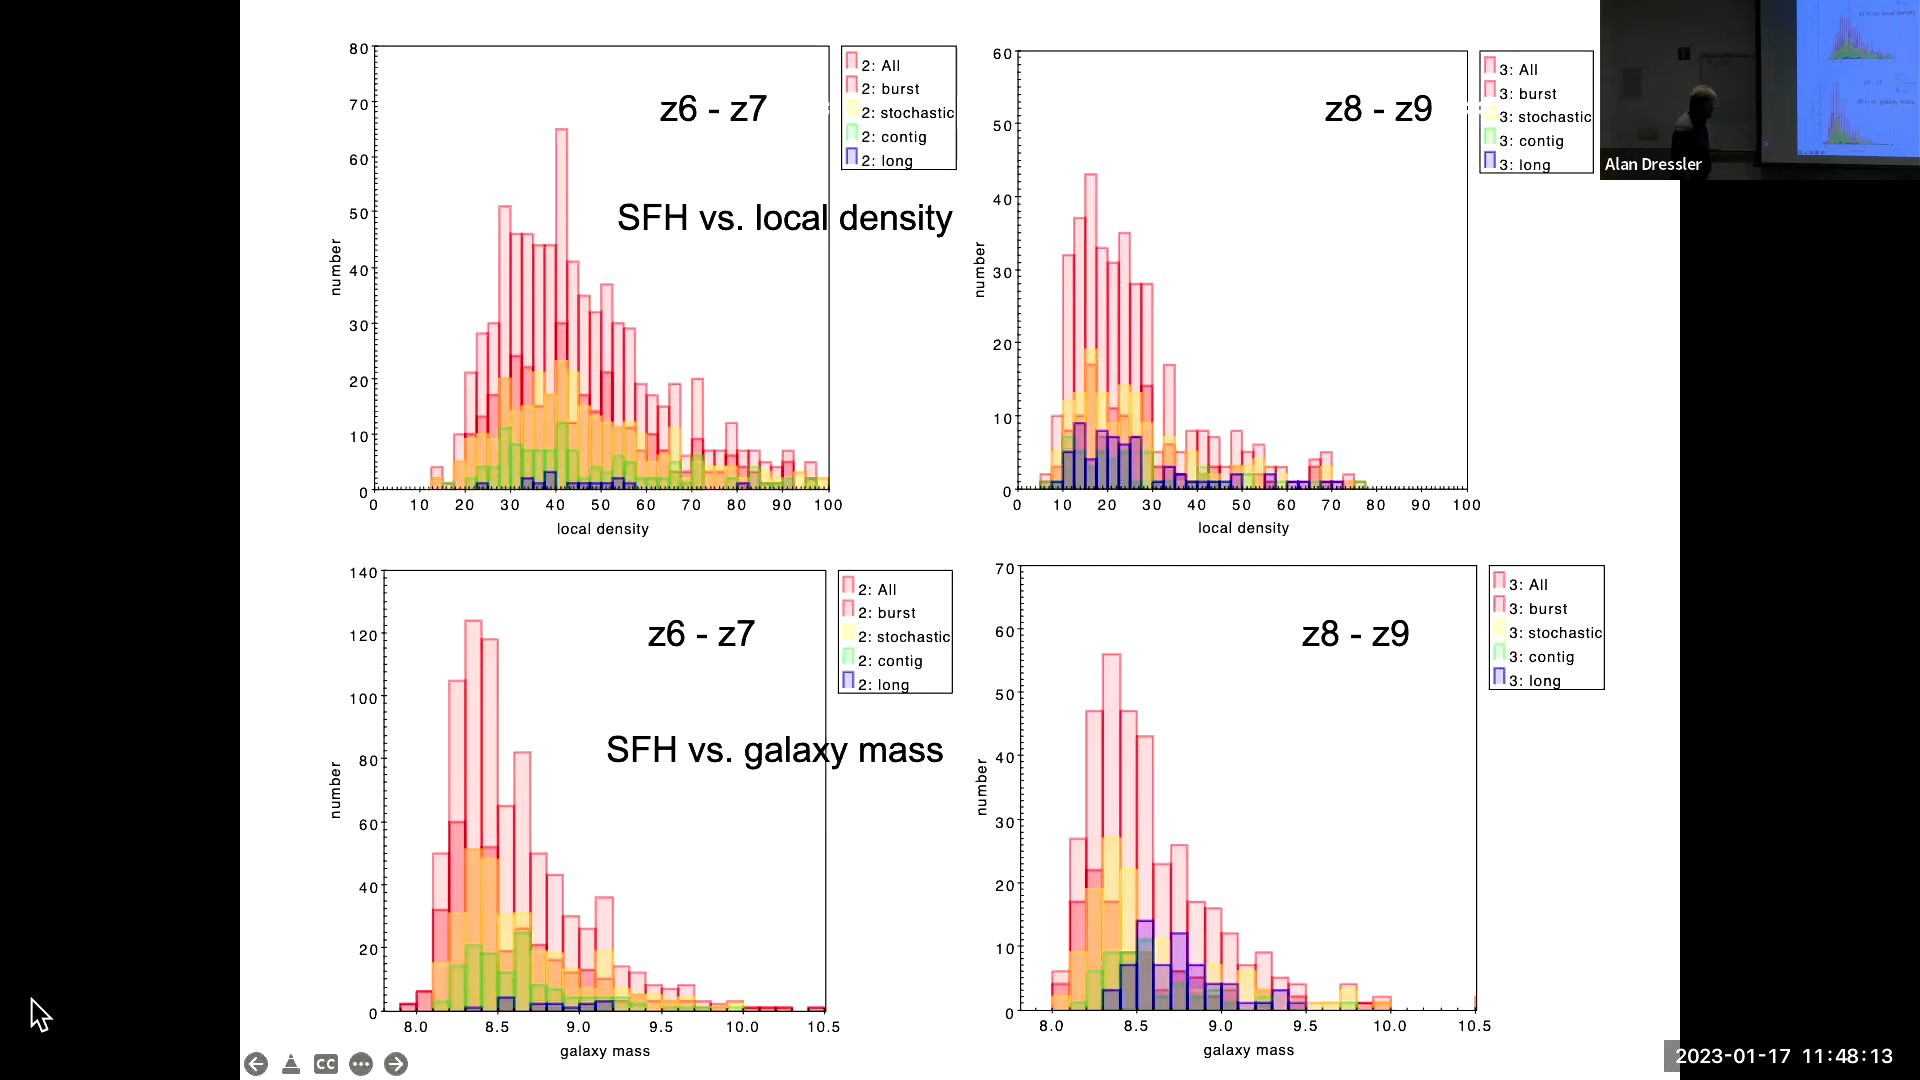 z6 - z7
SFH vs. local density
80
70
60
50
40
30
20
10
0
number
0 10 20 30 40 50 60 70 80 90 100
local density
2: All
2: burst
2: stochastic
2: contig
2: long
z8 - z9
60
50
40
30
20
10
0
number
0 10 20 30 40 50 60 70 80 90 100
local density
3: All
3: burst
3: stochastic
3: contig
3: long
Alan Dressler
SFH vs. local density
z6 - z7
SFH vs. galaxy mass
140
120
100
80
60
40
20
0
number
8.0 8.5 9.0 9.5 10.0 10.5
galaxy mass
2: All
2: burst
2: stochastic
2: contig
2: long
z8 - z9
70
60
50
40
30
20
10
0
number
8.0 8.5 9.0 9.5 10.0 10.5
galaxy mass
3: All
3: burst
3: stochastic
3: contig
3: long
CC
2023-01-17 11:48:13